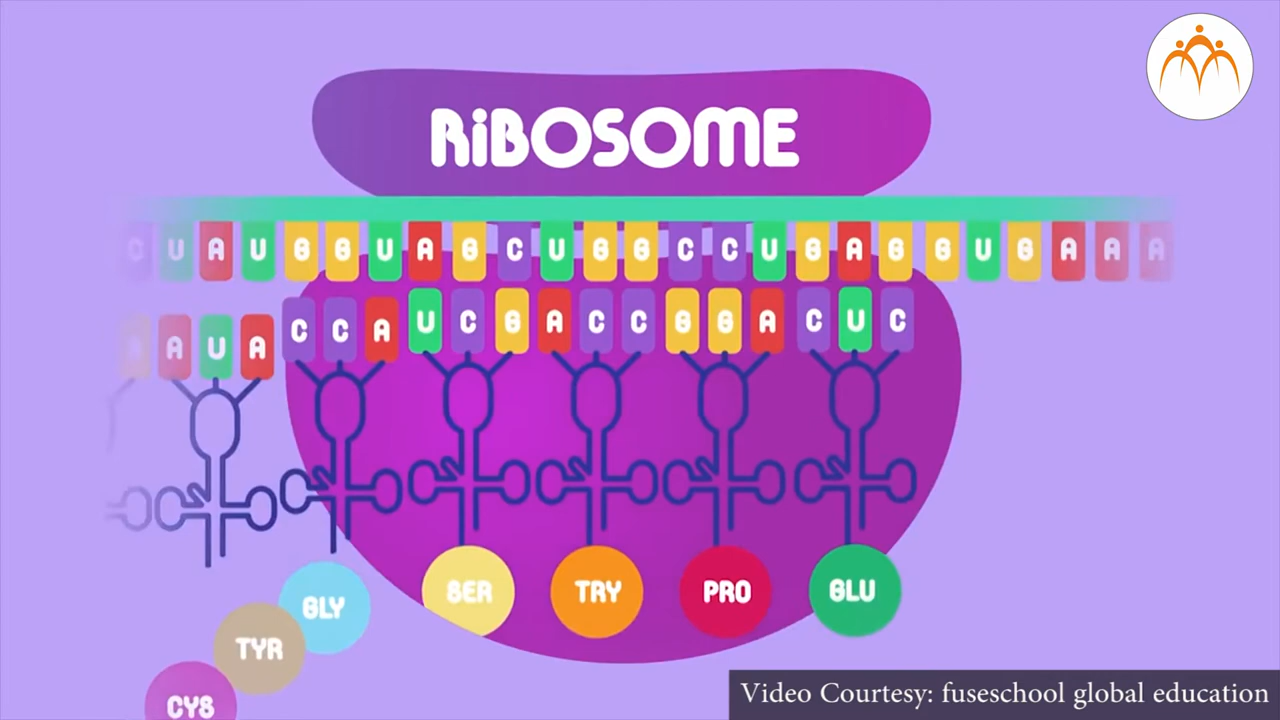 RiBOSOME
C U A U G G U A G C U G G C C U G A G G U G A A A
G A U A C C A U C G A C C G G A C U C
SER TRY PRO GLU
GLY
TYR
CYS
Video Courtesy: fuseschool global education